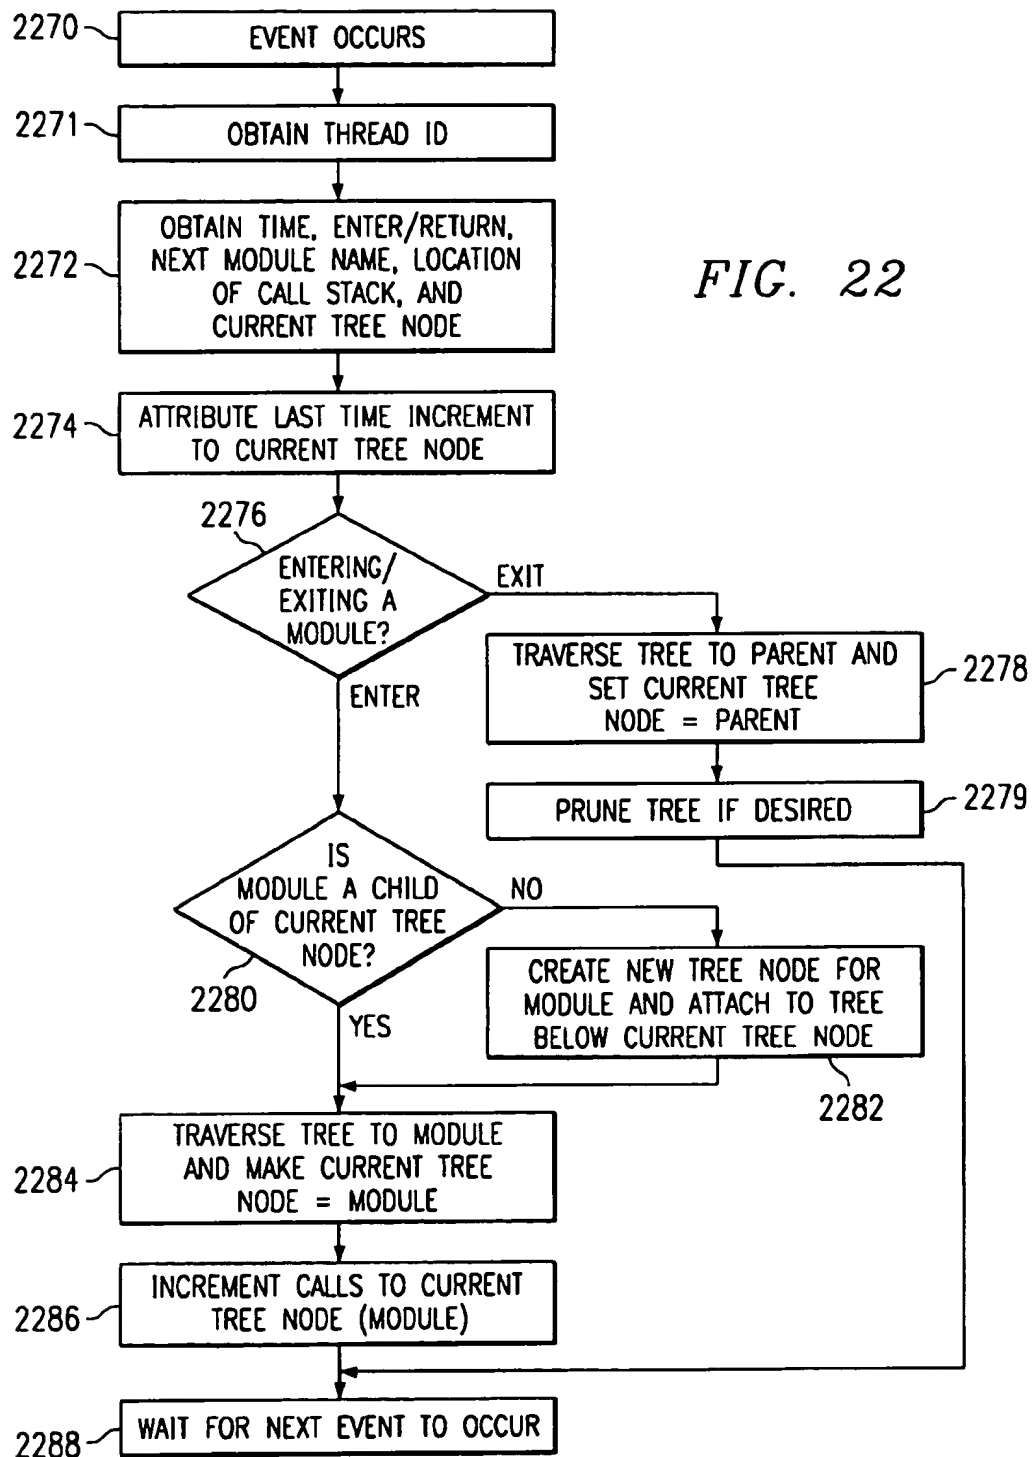 2270
EVENT OCCURS
2271
OBTAIN THREAD ID
2272
OBTAIN TIME, ENTER/RETURN,
NEXT MODULE NAME, LOCATION
OF CALL STACK, AND
CURRENT TREE NODE
FIG. 22
2274
ATTRIBUTE LAST TIME INCREMENT
TO CURRENT TREE NODE
2276
ENTERING/
EXITING A
MODULE?
EXIT
ENTER
TRAVERSE TREE TO PARENT AND
SET CURRENT TREE
NODE = PARENT
2278
PRUNE TREE IF DESIRED
2279
IS
MODULE A CHILD
OF CURRENT TREE
NODE?
2280
NO
YES
CREATE NEW TREE NODE FOR
MODULE AND ATTACH TO TREE
BELOW CURRENT TREE NODE
2282
2284
TRAVERSE TREE TO MODULE
AND MAKE CURRENT TREE
NODE = MODULE
2286
INCREMENT CALLS TO CURRENT
TREE NODE (MODULE)
2288
WAIT FOR NEXT EVENT TO OCCUR